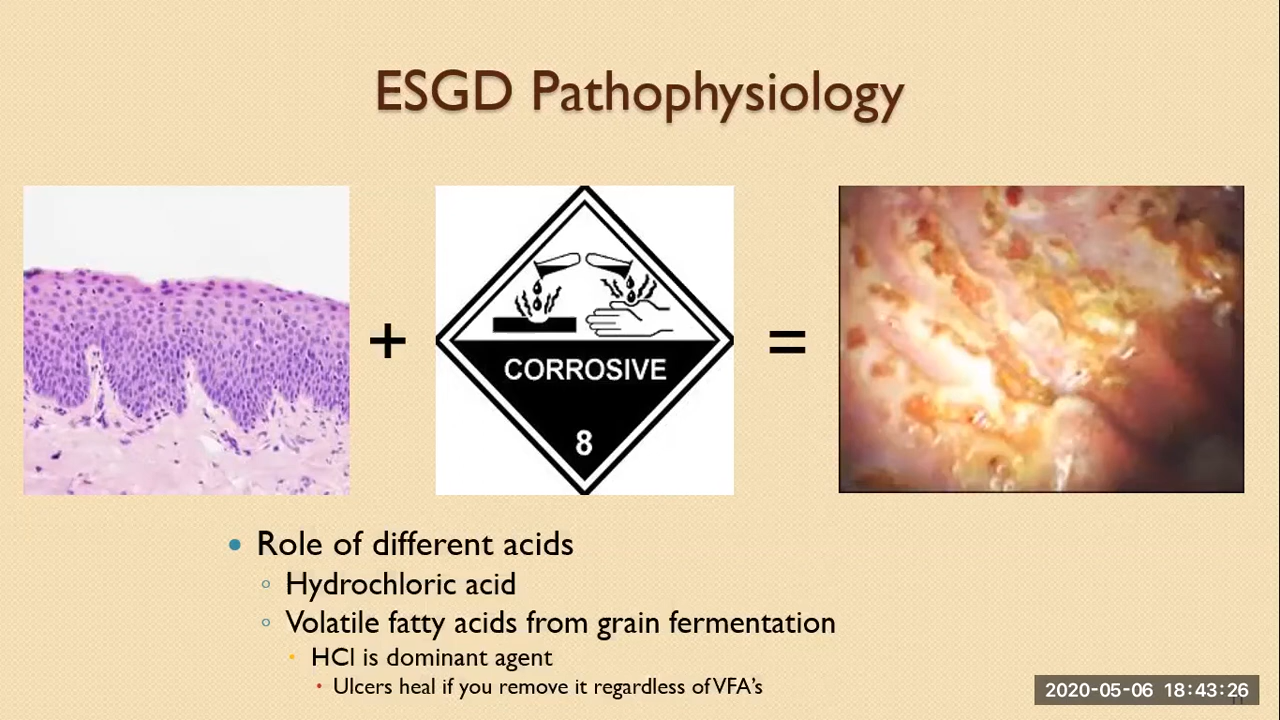 ESGD Pathophysiology
+
=
CORROSIVE
8
Role of different acids
Hydrochloric acid
Volatile fatty acids from grain fermentation
HCl is dominant agent
Ulcers heal if you remove it regardless of VFA's
2020-05-06 18:43:26